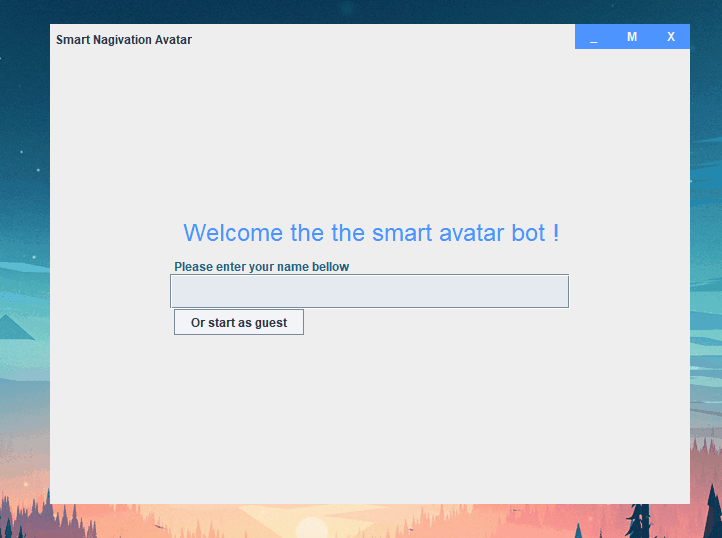 Smart Nagivation Avatar
_ M X
Welcome the the smart avatar bot !
Please enter your name bellow
Or start as guest